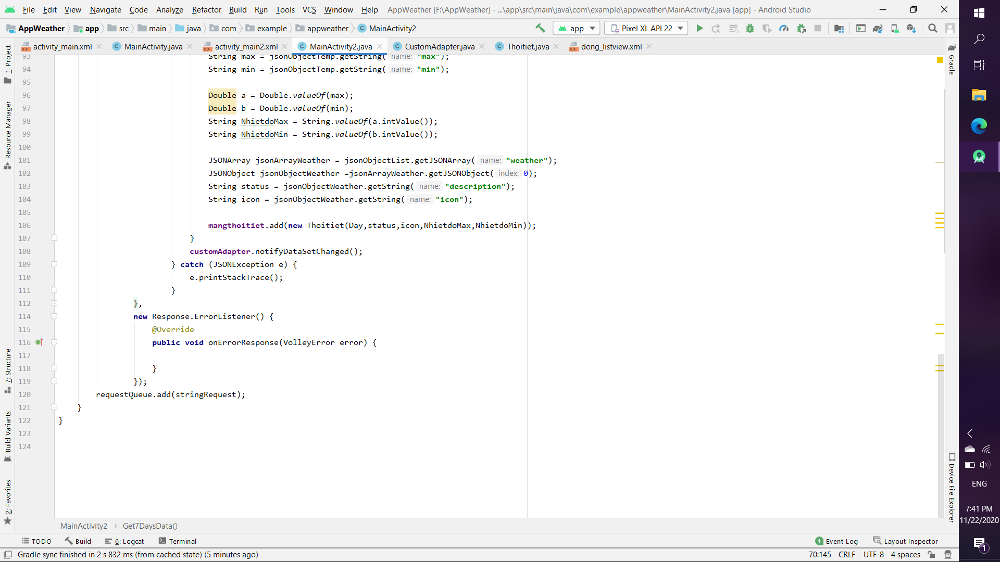 File Edit View Navigate Code Analyze Refactor Build Run Tools VCS Window Help AppWeather [F:\AppWeather] - ...\app\src\main\java\com\example\appweather\MainActivity2.java [app] - Android Studio
AppWeather app src main java com example appweather MainActivity2 app Pixel XL API 22
activity_main.xml MainActivity.java activity_main2.xml MainActivity2.java CustomAdapter.java Thoitiet.java dong_listview.xml
93 String max = jsonObjectTemp.getString( name: "max");
94 String min = jsonObjectTemp.getString( name: "min");
95
96 Double a = Double.valueOf(max);
97 Double b = Double.valueOf(min);
98 String NhietdoMax = String.valueOf(a.intValue());
99 String NhietdoMin = String.valueOf(b.intValue());
100
101 JSONArray jsonArrayWeather = jsonObjectList.getJSONArray( name: "weather");
102 JSONObject jsonObjectWeather =jsonArrayWeather.getJSONObject( index: 0);
103 String status = jsonObjectWeather.getString( name: "description");
104 String icon = jsonObjectWeather.getString( name: "icon");
105
106 mangthoitiet.add(new Thoitiet(Day,status,icon,NhietdoMax,NhietdoMin));
107 }
108 customAdapter.notifyDataSetChanged();
109 } catch (JSONException e) {
110 e.printStackTrace();
111 }
112 },
114 new Response.ErrorListener() {
115 @Override
116 public void onErrorResponse(VolleyError error) {
117
118 }
119 });
120 requestQueue.add(stringRequest);
121 }
122 }
123
124
MainActivity2 › Get7DaysData()
TODO Build 6: Logcat Terminal 1 Event Log Layout Inspector
Gradle sync finished in 2 s 832 ms (from cached state) (5 minutes ago) 70:145 CRLF UTF-8 4 spaces
1: Project
Resource Manager
7: Structure
Build Variants
2: Favorites
Gradle
Device File Explorer
ENG
7:41 PM
11/22/2020
1